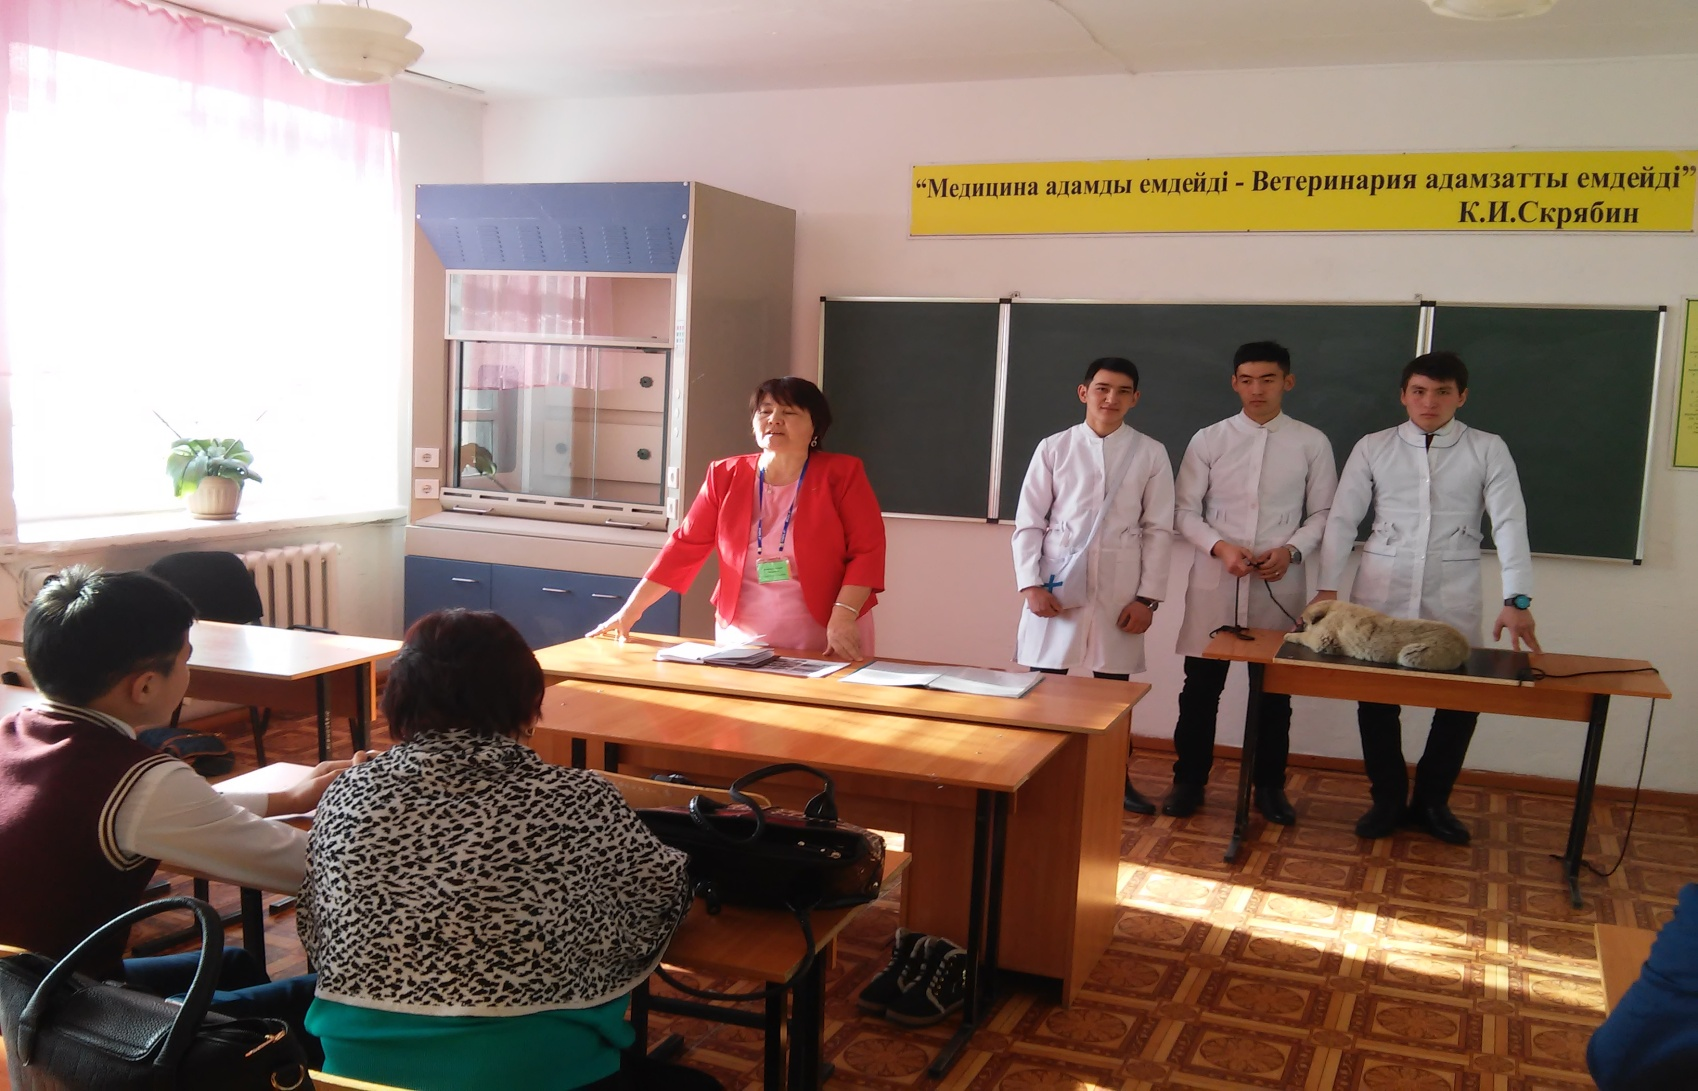 “Медицина адамды емдейді - Ветеринария адамзатты емдейді”
К.И.Скрябин